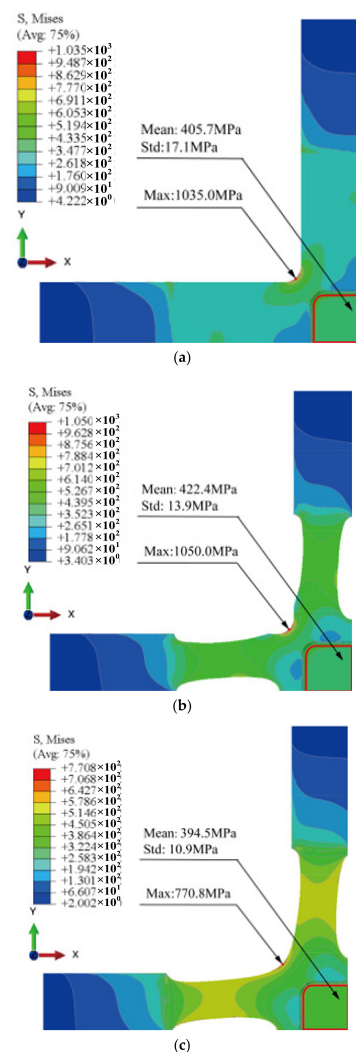 S, Mises
(Avg: 75%)
+1.035×10³
+9.487×10²
+8.629×10²
+7.770×10²
+6.911×10²
+6.053×10²
+5.194×10²
+4.335×10²
+3.477×10²
+2.618×10²
+1.760×10²
+9.009×10¹
+4.222×10⁰
Mean: 405.7MPa
Std: 17.1MPa
Max:1035.0MPa
Y
X
(a)
S, Mises
(Avg: 75%)
+1.050×10³
+9.628×10²
+8.756×10²
+7.884×10²
+7.012×10²
+6.140×10²
+5.267×10²
+4.395×10²
+3.523×10²
+2.651×10²
+1.778×10²
+9.062×10¹
+3.403×10⁰
Mean: 422.4MPa
Std: 13.9MPa
Max:1050.0MPa
Y
X
(b)
S, Mises
(Avg: 75%)
+7.708×10²
+7.068×10²
+6.427×10²
+5.786×10²
+5.146×10²
+4.505×10²
+3.864×10²
+3.224×10²
+2.583×10²
+1.942×10²
+1.301×10²
+6.607×10¹
+2.002×10⁰
Mean: 394.5MPa
Std: 10.9MPa
Max:770.8MPa
Y
X
(c)